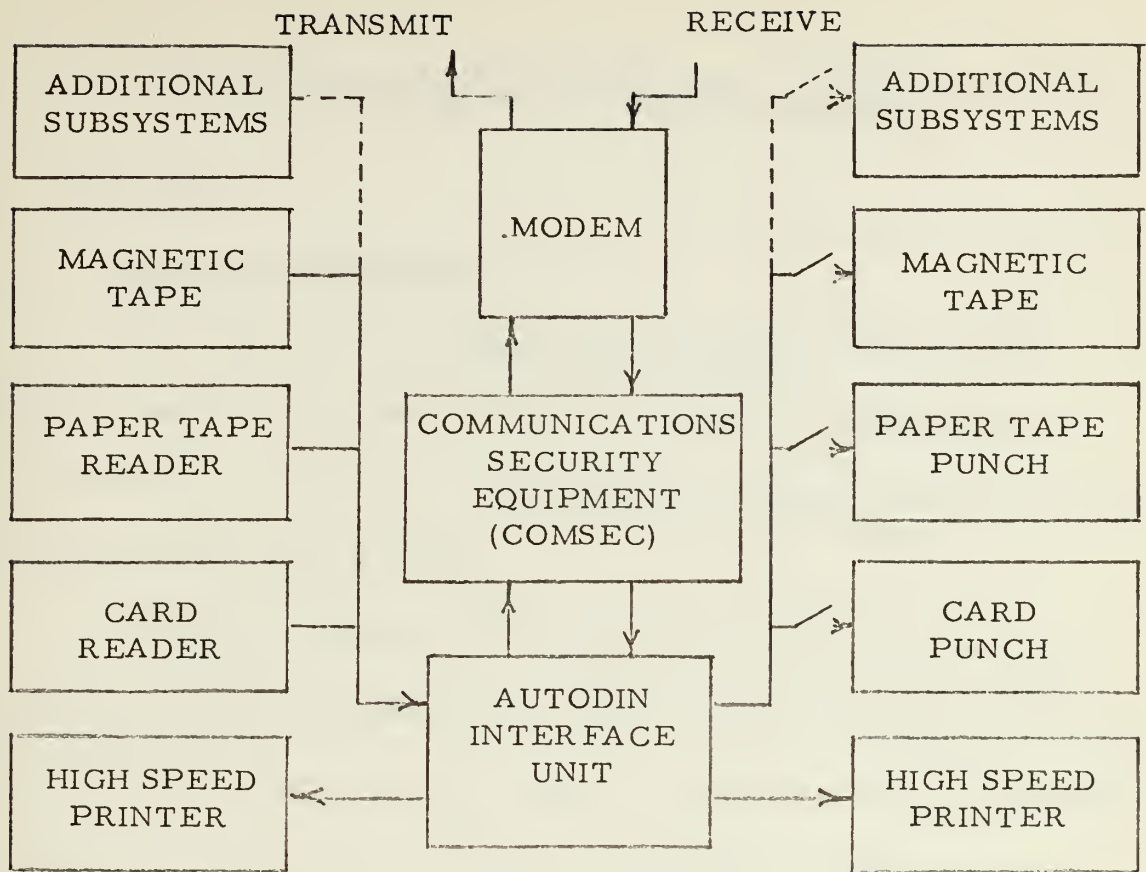 TRANSMIT
RECEIVE
ADDITIONAL
SUBSYSTEMS
MAGNETIC
TAPE
PAPER TAPE
READER
CARD
READER
HIGH SPEED
PRINTER
MODEM
COMMUNICATIONS
SECURITY
EQUIPMENT
(COMSEC)
AUTODIN
INTERFACE
UNIT
ADDITIONAL
SUBSYSTEMS
MAGNETIC
TAPE
PAPER TAPE
PUNCH
CARD
PUNCH
HIGH SPEED
PRINTER